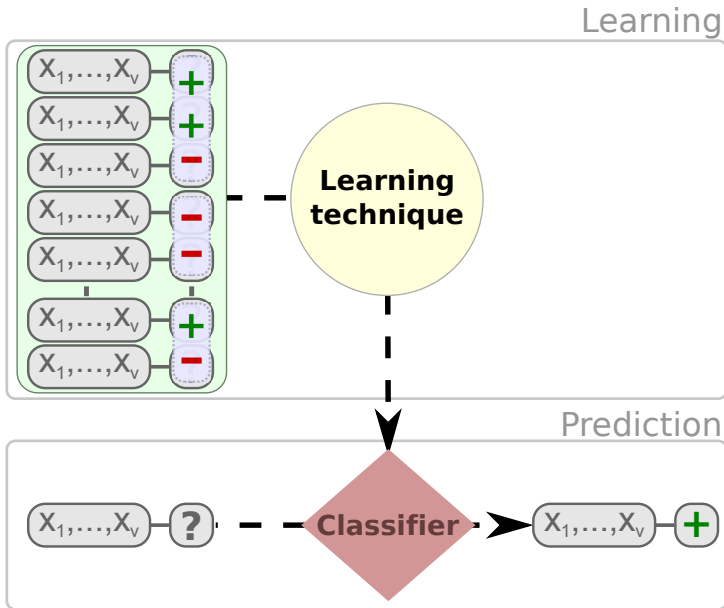 Learning
X1,...,Xv +
X1,...,Xv +
X1,...,Xv -
X1,...,Xv -
X1,...,Xv -
X1,...,Xv +
X1,...,Xv -
Learning
technique
Prediction
X1,...,Xv ?
Classifier
X1,...,Xv +